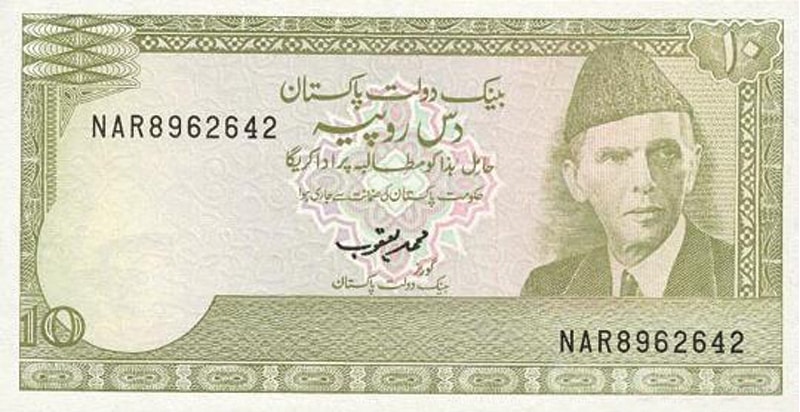 ۱۰
بینک دولت پاکستان
NAR8962642
دس روپیہ
حامل ہذا کو مطالبہ پر ادا کریگا
حکومت پاکستان کی ضمانت سے جاری ہوا
محمد یعقوب
گورنر
بینک دولت پاکستان
10
NAR8962642